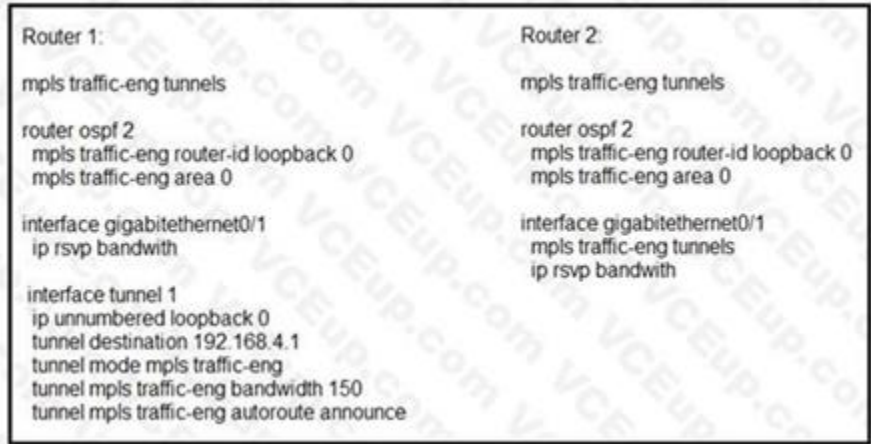 Router 1:
mpls traffic-eng tunnels
router ospf 2
mpls traffic-eng router-id loopback 0
mpls traffic-eng area 0
interface gigabitethernet0/1
ip rsvp bandwith
interface tunnel 1
ip unnumbered loopback 0
tunnel destination 192.168.4.1
tunnel mode mpls traffic-eng
tunnel mpls traffic-eng bandwidth 150
tunnel mpls traffic-eng autoroute announce
Router 2:
mpls traffic-eng tunnels
router ospf 2
mpls traffic-eng router-id loopback 0
mpls traffic-eng area 0
interface gigabitethernet0/1
mpls traffic-eng tunnels
ip rsvp bandwith
VCEup.com